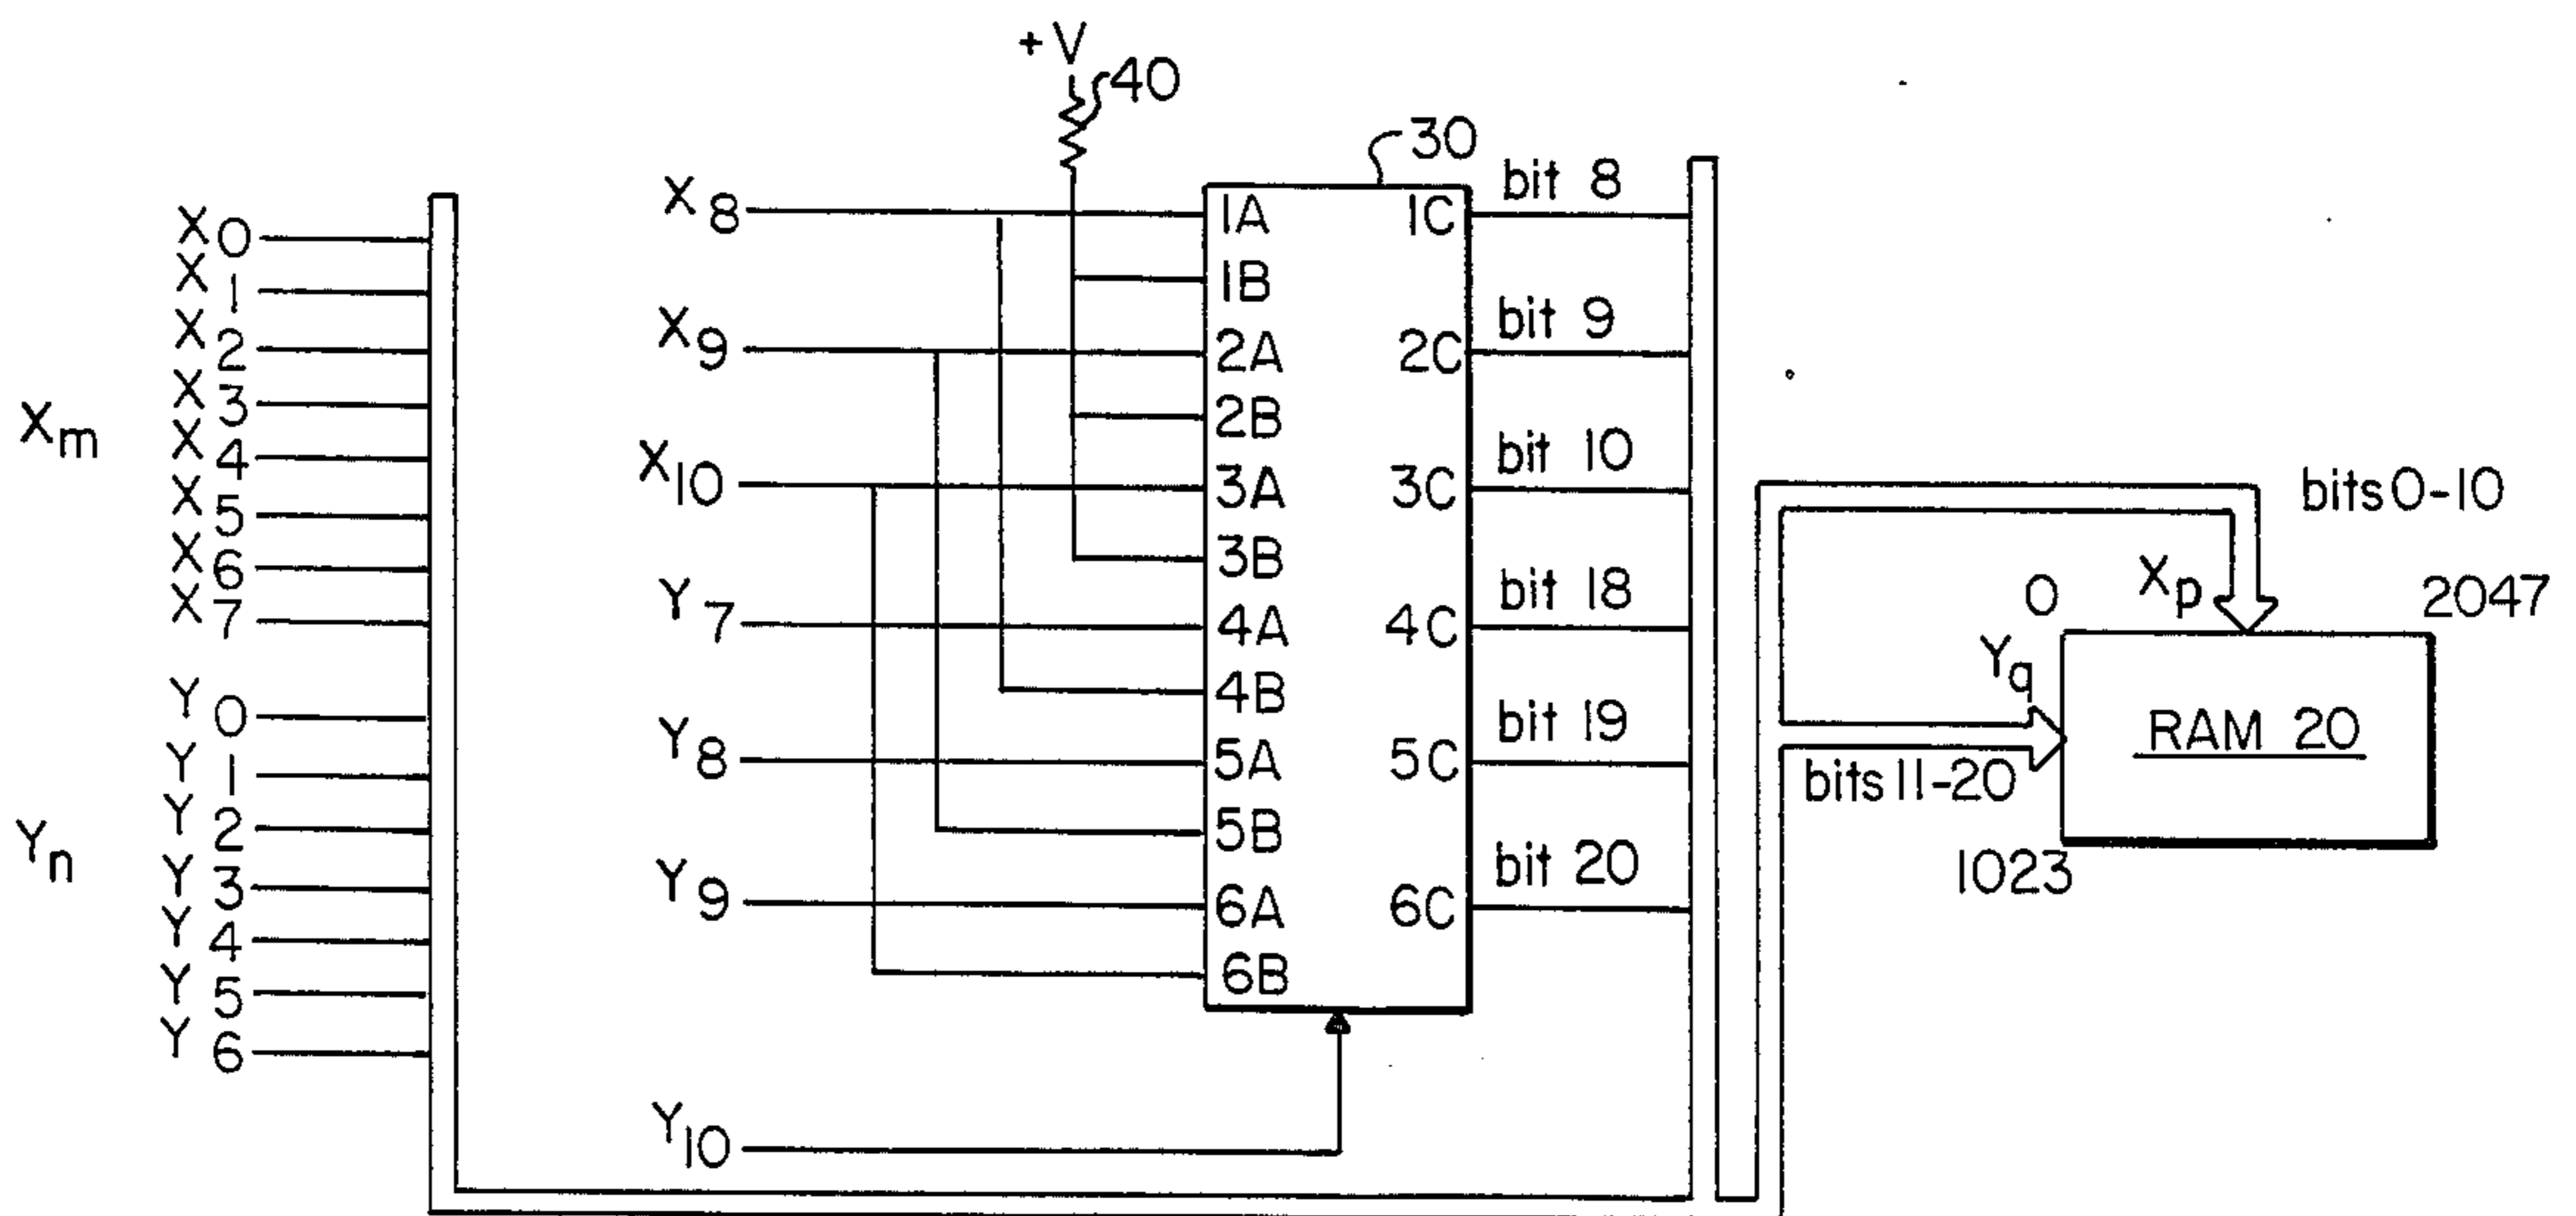 +V
40
30
Xm
X0
X1
X2
X3
X4
X5
X6
X7
Yn
Y0
Y1
Y2
Y3
Y4
Y5
Y6
X8
X9
X10
Y7
Y8
Y9
Y10
1A 1C
1B
2A 2C
2B
3A 3C
3B
4A 4C
4B
5A 5C
5B
6A 6C
6B
bit 8
bit 9
bit 10
bit 18
bit 19
bit 20
bits 0-10
Xp
0
2047
Yq
RAM 20
bits 11-20
1023